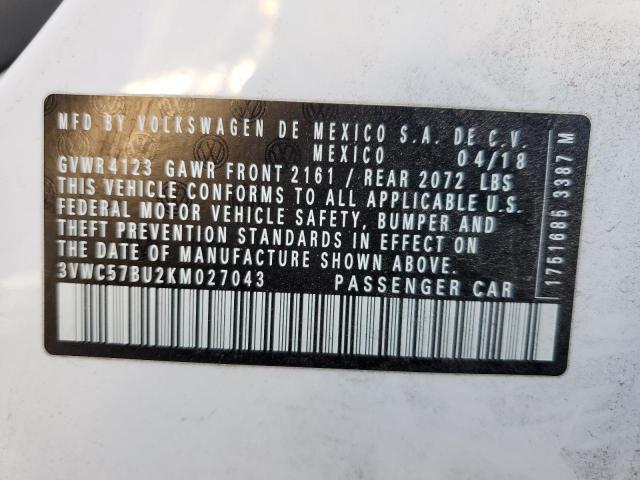 MFD BY VOLKSWAGEN DE MEXICO S.A. DE C.V.
MEXICO 04/18
GVWR 4123 GAWR FRONT 2161 / REAR 2072 LBS
THIS VEHICLE CONFORMS TO ALL APPLICABLE U.S.
FEDERAL MOTOR VEHICLE SAFETY, BUMPER AND
THEFT PREVENTION STANDARDS IN EFFECT ON
THE DATE OF MANUFACTURE SHOWN ABOVE.
3VWC57BU2KM027043 PASSENGER CAR
1751686 3387 M